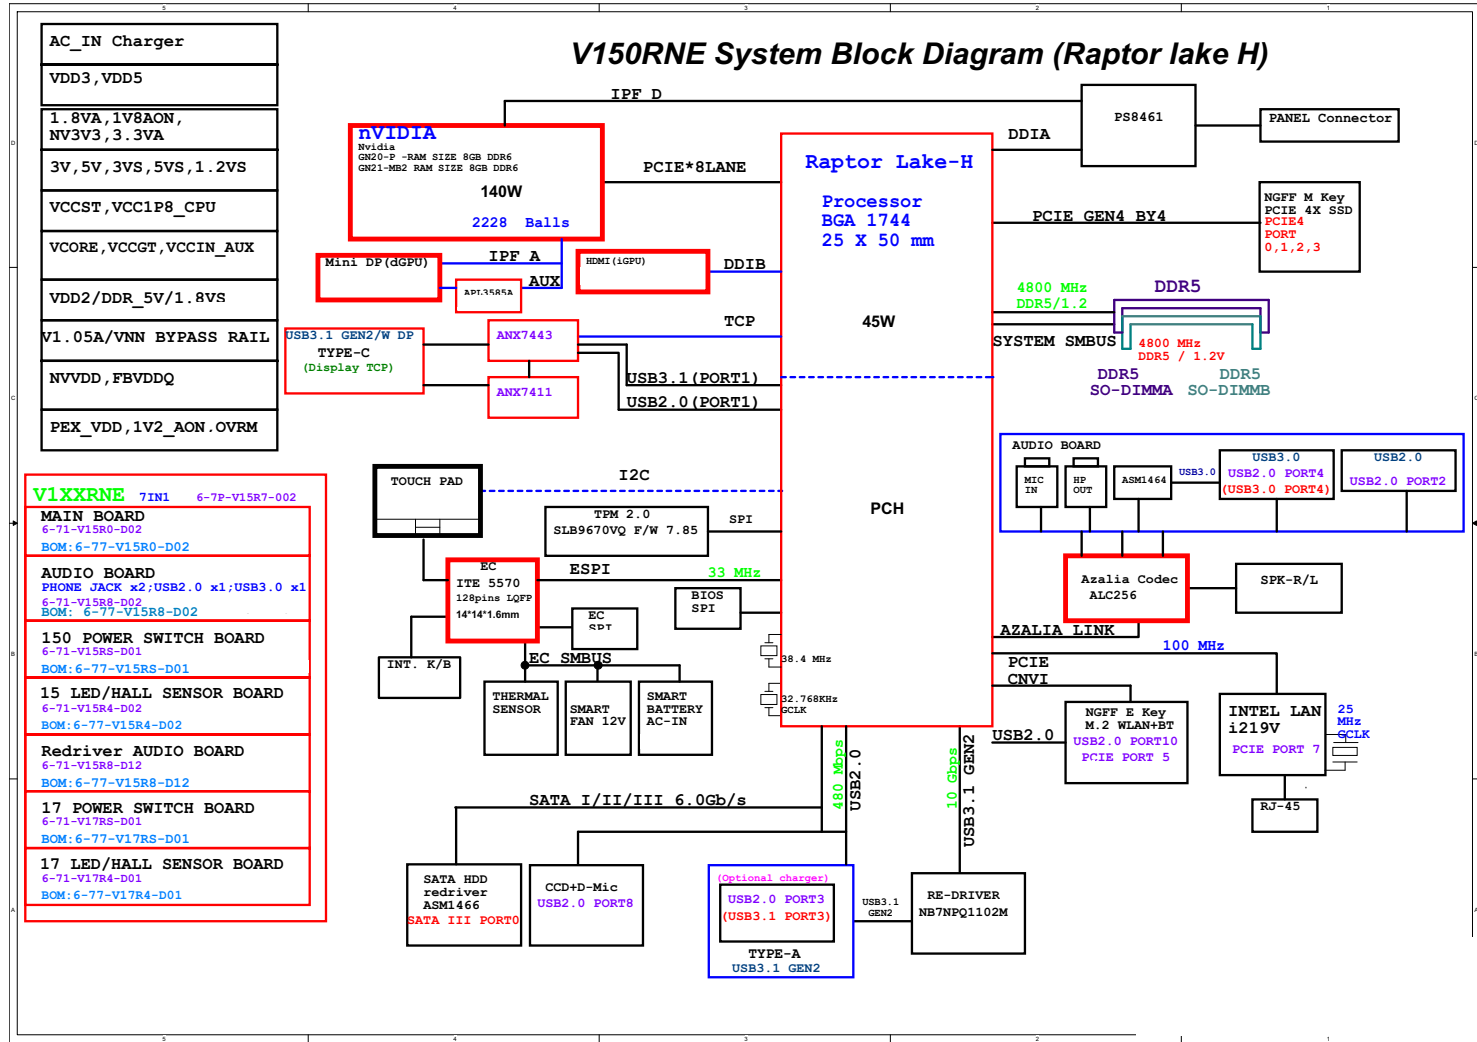 V150RNE System Block Diagram (Raptor lake H)
AC_IN Charger
VDD3,VDD5
1.8VA,1V8AON,
NV3V3,3.3VA
3V,5V,3VS,5VS,1.2VS
VCCST,VCC1P8_CPU
VCORE,VCCGT,VCCIN_AUX
VDD2/DDR_5V/1.8VS
V1.05A/VNN BYPASS RAIL
NVVDD,FBVDDQ
PEX_VDD,1V2_AON.OVRM
V1XXRNE 7IN1 6-7P-V15R7-002
MAIN BOARD
6-71-V15R0-D02
BOM:6-77-V15R0-D02
AUDIO BOARD
PHONE JACK x2;USB2.0 x1;USB3.0 x1
6-71-V15R8-D02
BOM: 6-77-V15R8-D02
150 POWER SWITCH BOARD
6-71-V15RS-D01
BOM:6-77-V15RS-D01
15 LED/HALL SENSOR BOARD
6-71-V15R4-D02
BOM:6-77-V15R4-D02
Redriver AUDIO BOARD
6-71-V15R8-D12
BOM:6-77-V15R8-D12
17 POWER SWITCH BOARD
6-71-V17RS-D01
BOM:6-77-V17RS-D01
17 LED/HALL SENSOR BOARD
6-71-V17R4-D01
BOM:6-77-V17R4-D01
IPF D
nVIDIA
Nvidia
GN20-P -RAM SIZE 8GB DDR6
GN21-MB2 RAM SIZE 8GB DDR6
140W
2228 Balls
PCIE*8LANE
Mini DP(dGPU)
IPF A
AUX
APL3585A
HDMI(iGPU)
DDIB
USB3.1 GEN2/W DP
TYPE-C
(Display TCP)
ANX7443
ANX7411
TCP
USB3.1(PORT1)
USB2.0(PORT1)
Raptor Lake-H
Processor
BGA 1744
25 X 50 mm
45W
PCH
DDIA
PS8461
PANEL Connector
PCIE GEN4 BY4
NGFF M Key
PCIE 4X SSD
PCIE4
PORT
0,1,2,3
4800 MHz
DDR5/1.2
SYSTEM SMBUS
DDR5
4800 MHz
DDR5 / 1.2V
DDR5
SO-DIMMA
DDR5
SO-DIMMB
AUDIO BOARD
MIC
IN
HP
OUT
ASM1464
USB3.0
USB3.0
USB2.0 PORT4
(USB3.0 PORT4)
USB2.0
USB2.0 PORT2
Azalia Codec
ALC256
SPK-R/L
AZALIA LINK
TOUCH PAD
I2C
TPM 2.0
SLB9670VQ F/W 7.85
SPI
EC
ITE 5570
128pins LQFP
14*14*1.6mm
ESPI
33 MHz
BIOS
SPI
EC
SPI
INT. K/B
EC SMBUS
THERMAL
SENSOR
SMART
FAN 12V
SMART
BATTERY
AC-IN
38.4 MHz
32.768KHz
GCLK
100 MHz
PCIE
CNVI
USB2.0
NGFF E Key
M.2 WLAN+BT
USB2.0 PORT10
PCIE PORT 5
INTEL LAN
i219V
PCIE PORT 7
25
MHz
GCLK
RJ-45
SATA I/II/III 6.0Gb/s
480 Mbps
USB2.0
10 Gbps
USB3.1 GEN2
SATA HDD
redriver
ASM1466
SATA III PORT0
CCD+D-Mic
USB2.0 PORT8
(Optional charger)
USB2.0 PORT3
(USB3.1 PORT3)
TYPE-A
USB3.1 GEN2
USB3.1
GEN2
RE-DRIVER
NB7NPQ1102M